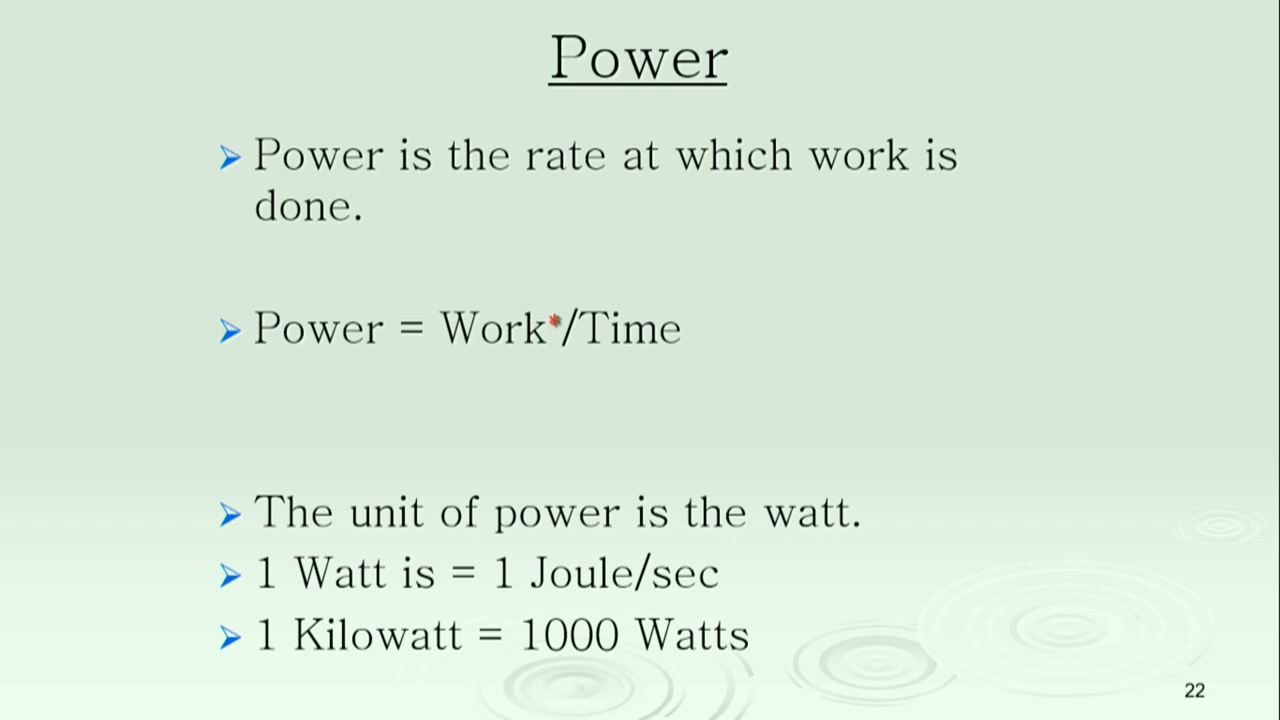 Power
➢ Power is the rate at which work is
done.
➢ Power = Work*/Time
➢ The unit of power is the watt.
➢ 1 Watt is = 1 Joule/sec
➢ 1 Kilowatt = 1000 Watts
22